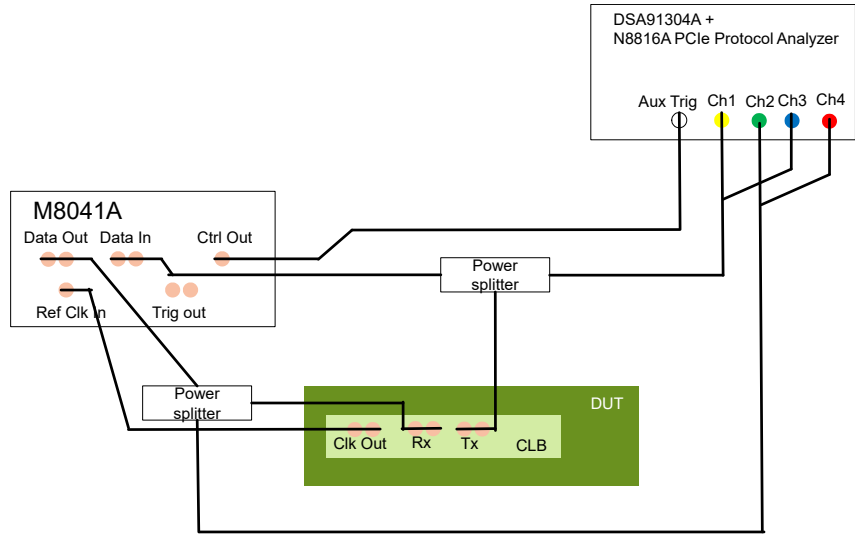 DSA91304A +
N8816A PCIe Protocol Analyzer
Aux Trig Ch1 Ch2 Ch3 Ch4
M8041A
Data Out Data In Ctrl Out
Ref Clk In Trig out
Power
splitter
Power
splitter
DUT
Clk Out Rx Tx CLB